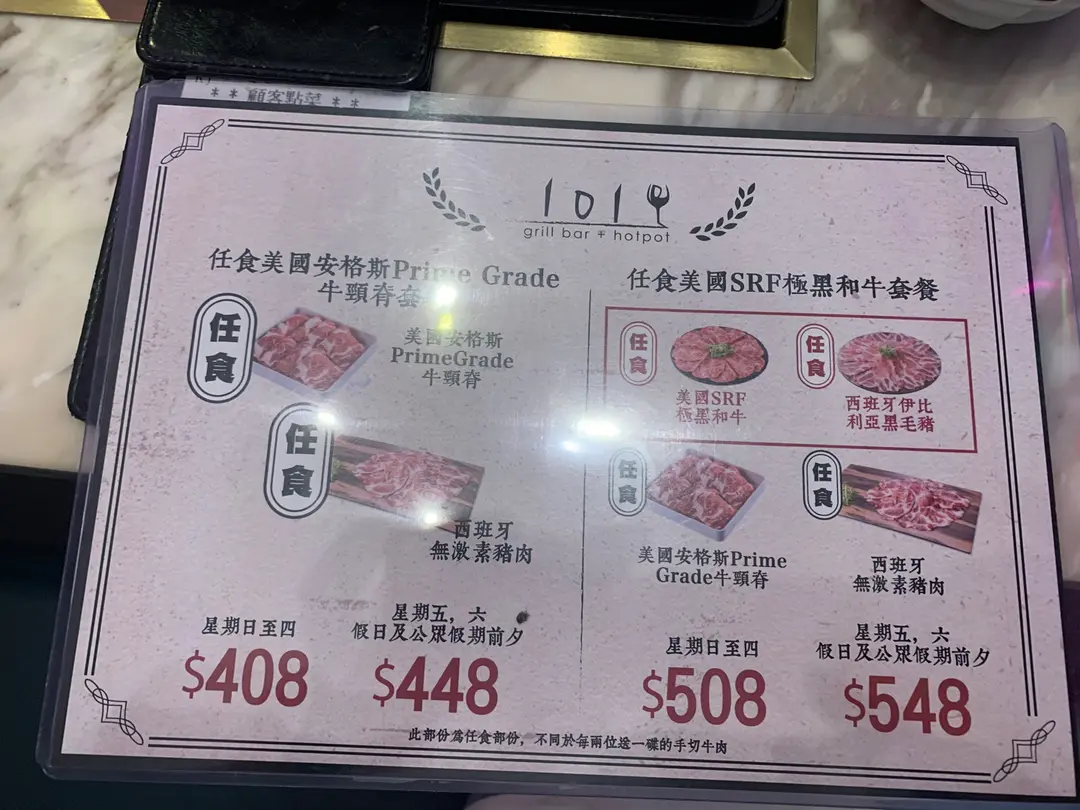 ＊＊ 顧客點菜 ＊＊
101
grill bar + hotpot
任食美國安格斯Prime Grade
牛頸脊套
任食
美國安格斯
PrimeGrade
牛頸脊
任食
西班牙
無激素豬肉
星期日至四
$408
星期五，六
假日及公眾假期前夕
$448
任食美國SRF極黑和牛套餐
任食
美國SRF
極黑和牛
任食
西班牙伊比
利亞黑毛豬
任食
美國安格斯Prime
Grade牛頸脊
任食
西班牙
無激素豬肉
星期日至四
$508
星期五，六
假日及公眾假期前夕
$548
此部份為任食部份，不同於每兩位送一碟的手切牛肉